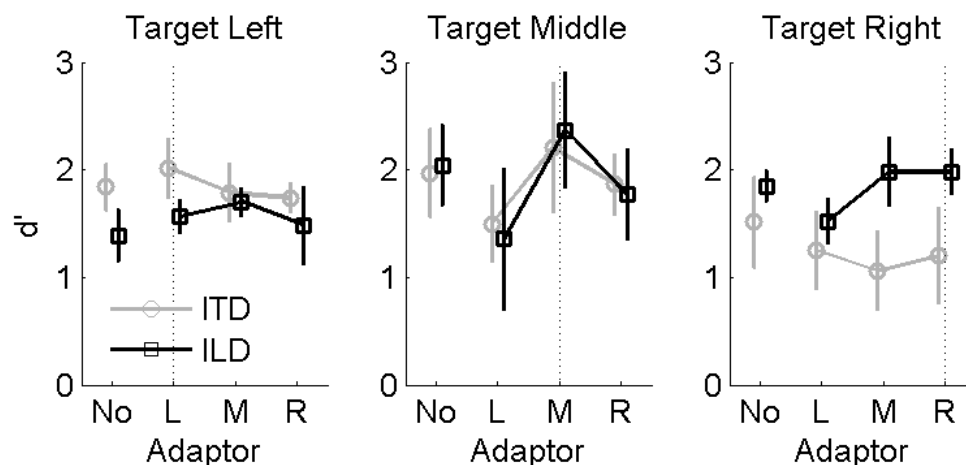 Target Left Target Middle Target Right
3 3 3
2 2 2
d'
1 1 1
ITD
ILD
0 0 0
No L M R No L M R No L M R
Adaptor Adaptor Adaptor